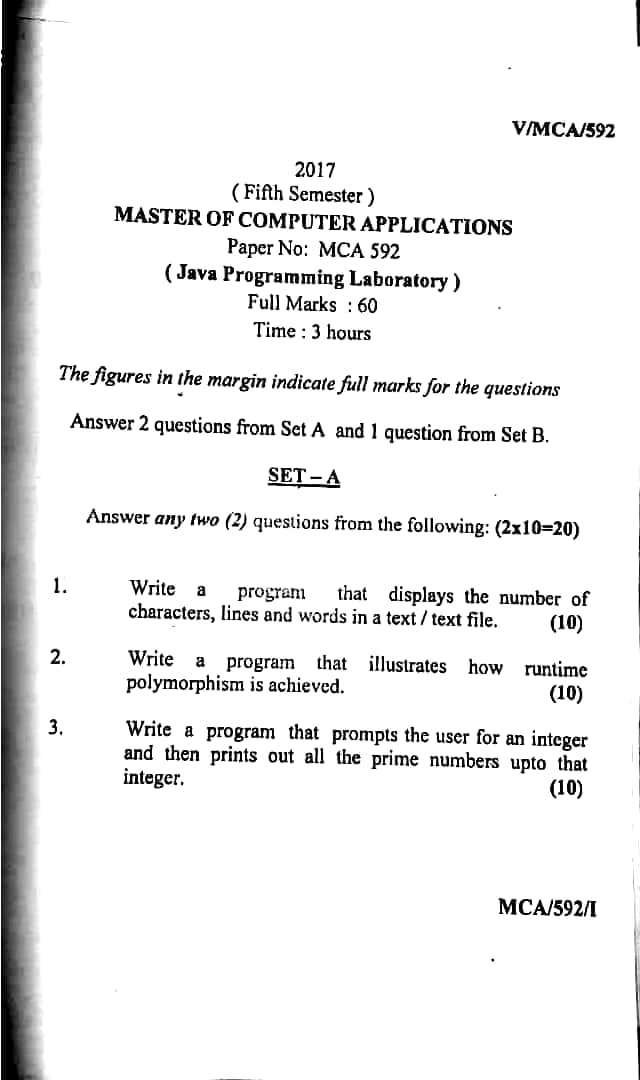 V/MCA/592
2017
( Fifth Semester )
MASTER OF COMPUTER APPLICATIONS
Paper No: MCA 592
( Java Programming Laboratory )
Full Marks : 60
Time : 3 hours
The figures in the margin indicate full marks for the questions
Answer 2 questions from Set A and 1 question from Set B.
SET – A
Answer any two (2) questions from the following: (2x10=20)
1. Write a program that displays the number of
characters, lines and words in a text / text file. (10)
2. Write a program that illustrates how runtime
polymorphism is achieved. (10)
3. Write a program that prompts the user for an integer
and then prints out all the prime numbers upto that
integer. (10)
MCA/592/I